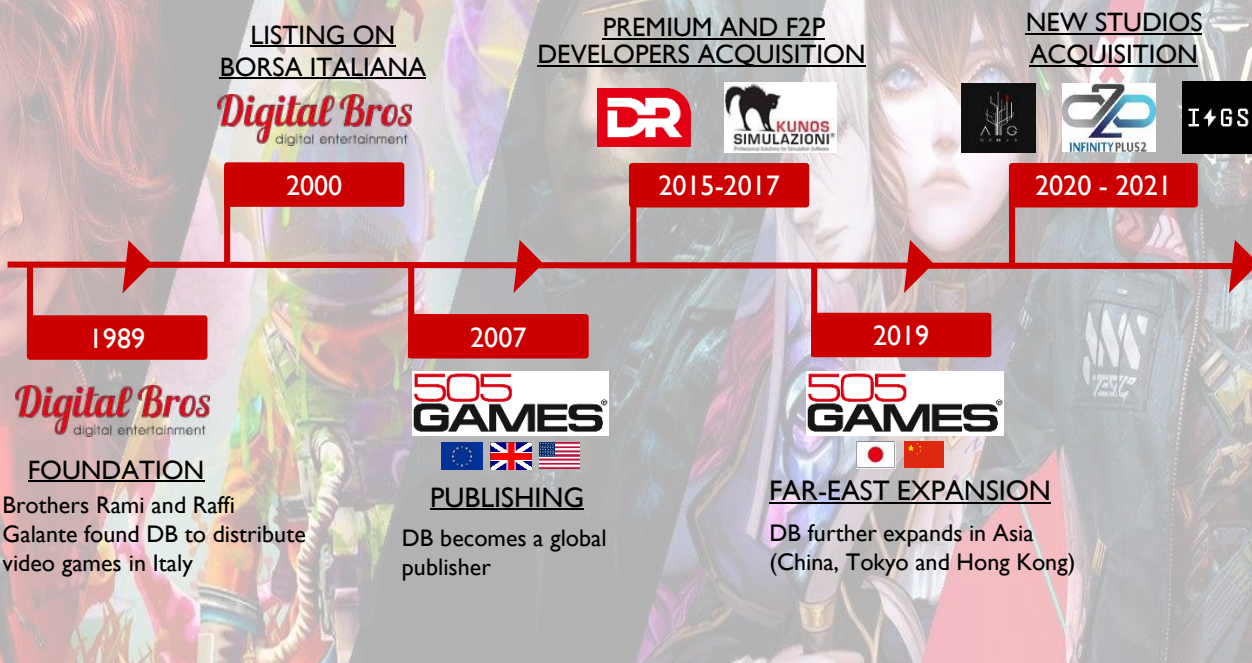 LISTING ON
BORSA ITALIANA
Digital Bros
digital entertainment
2000
PREMIUM AND F2P
DEVELOPERS ACQUISITION
DR
KUNOS
SIMULAZIONI®
2015-2017
NEW STUDIOS
ACQUISITION
GAMES
INFINITYPLUS2
2020 - 2021
1989
Digital Bros
digital entertainment
FOUNDATION
Brothers Rami and Raffi
Galante found DB to distribute
video games in Italy
2007
505
GAMES®
PUBLISHING
DB becomes a global
publisher
2019
505
GAMES®
FAR-EAST EXPANSION
DB further expands in Asia
(China, Tokyo and Hong Kong)